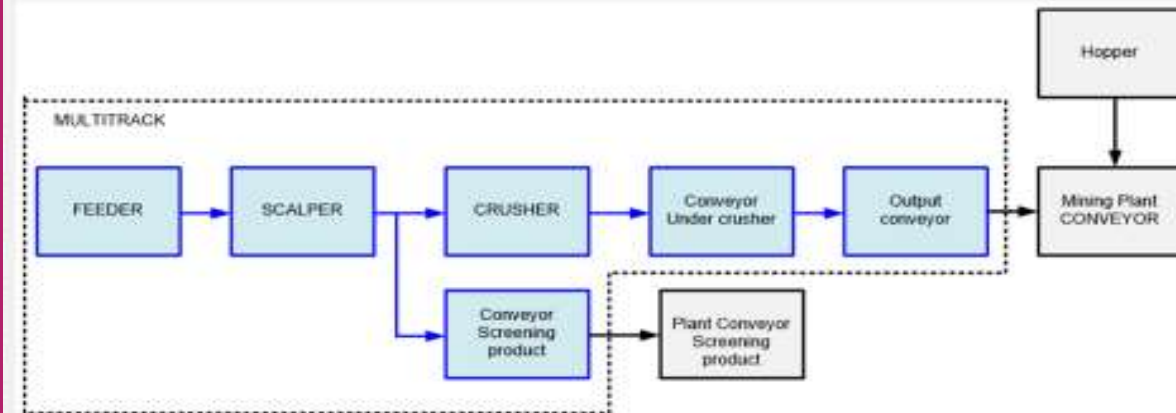 Hopper
MULTITRACK
FEEDER
SCALPER
CRUSHER
Conveyor
Under crusher
Output
conveyor
Mining Plant
CONVEYOR
Conveyor
Screening
product
Plant Conveyor
Screening
product